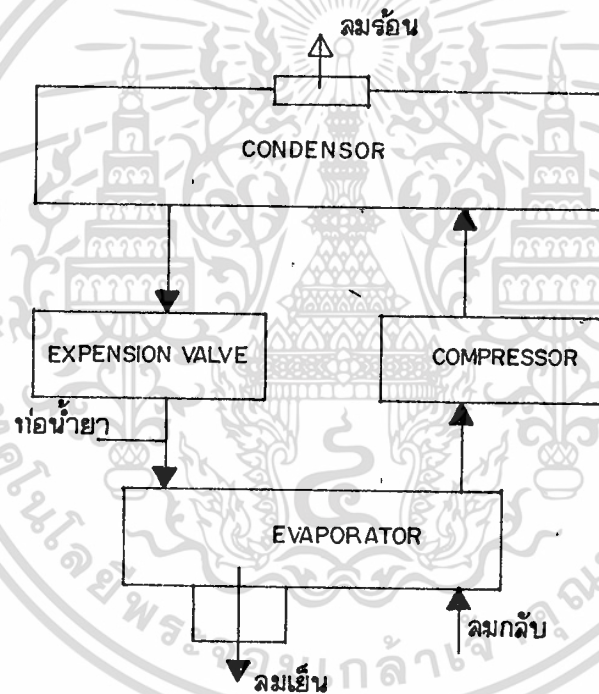 ลมร้อน
CONDENSOR
EXPENSION VALVE
COMPRESSOR
ท่อน้ำยา
EVAPORATOR
ลมกลับ
ลมเย็น